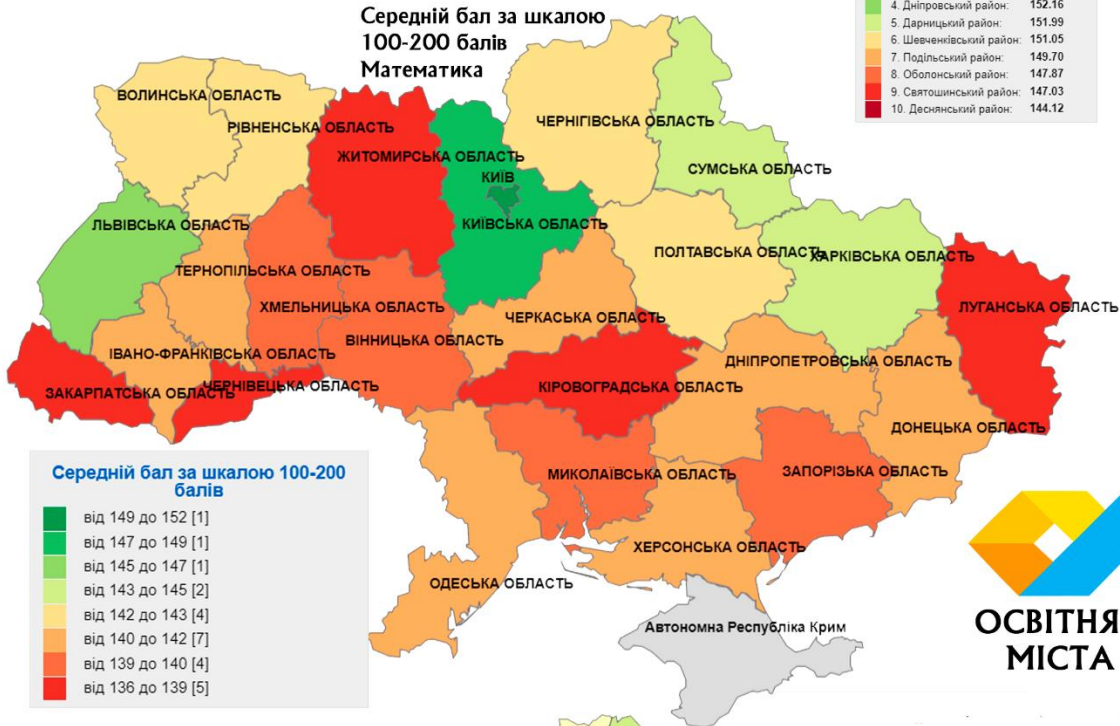 Середній бал за шкалою
100-200 балів
Математика
4. Дніпровський район: 152.16
5. Дарницький район: 151.99
6. Шевченківський район: 151.05
7. Подільський район: 149.70
8. Оболонський район: 147.87
9. Святошинський район: 147.03
10. Деснянський район: 144.12
ВОЛИНСЬКА ОБЛАСТЬ
РІВНЕНСЬКА ОБЛАСТЬ
ЖИТОМИРСЬКА ОБЛАСТЬ
КИЇВ
КИЇВСЬКА ОБЛАСТЬ
ЧЕРНІГІВСЬКА ОБЛАСТЬ
СУМСЬКА ОБЛАСТЬ
ЛЬВІВСЬКА ОБЛАСТЬ
ТЕРНОПІЛЬСЬКА ОБЛАСТЬ
ХМЕЛЬНИЦЬКА ОБЛАСТЬ
ПОЛТАВСЬКА ОБЛАСТЬ
ХАРКІВСЬКА ОБЛАСТЬ
ЛУГАНСЬКА ОБЛАСТЬ
ЧЕРКАСЬКА ОБЛАСТЬ
ВІННИЦЬКА ОБЛАСТЬ
ІВАНО-ФРАНКІВСЬКА ОБЛАСТЬ
ДНІПРОПЕТРОВСЬКА ОБЛАСТЬ
ЗАКАРПАТСЬКА ОБЛАСТЬ
ЧЕРНІВЕЦЬКА ОБЛАСТЬ
КІРОВОГРАДСЬКА ОБЛАСТЬ
ДОНЕЦЬКА ОБЛАСТЬ
МИКОЛАЇВСЬКА ОБЛАСТЬ
ЗАПОРІЗЬКА ОБЛАСТЬ
ХЕРСОНСЬКА ОБЛАСТЬ
ОДЕСЬКА ОБЛАСТЬ
Автономна Республіка Крим
Середній бал за шкалою 100-200
балів
від 149 до 152 [1]
від 147 до 149 [1]
від 145 до 147 [1]
від 143 до 145 [2]
від 142 до 143 [4]
від 140 до 142 [7]
від 139 до 140 [4]
від 136 до 139 [5]
ОСВІТНЯ
МІСТА